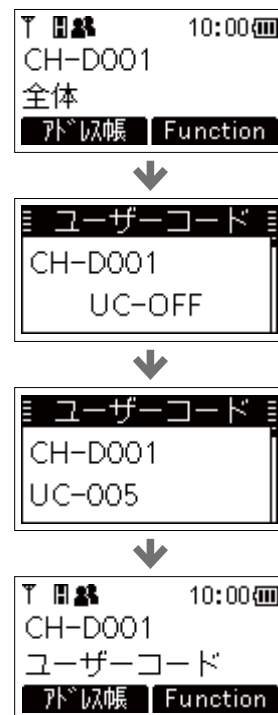 10:00
CH-D001
全体
ｱﾄﾞﾚｽ帳 Function
ユーザーコード
CH-D001
UC-OFF
ユーザーコード
CH-D001
UC-005
10:00
CH-D001
ユーザーコード
ｱﾄﾞﾚｽ帳 Function